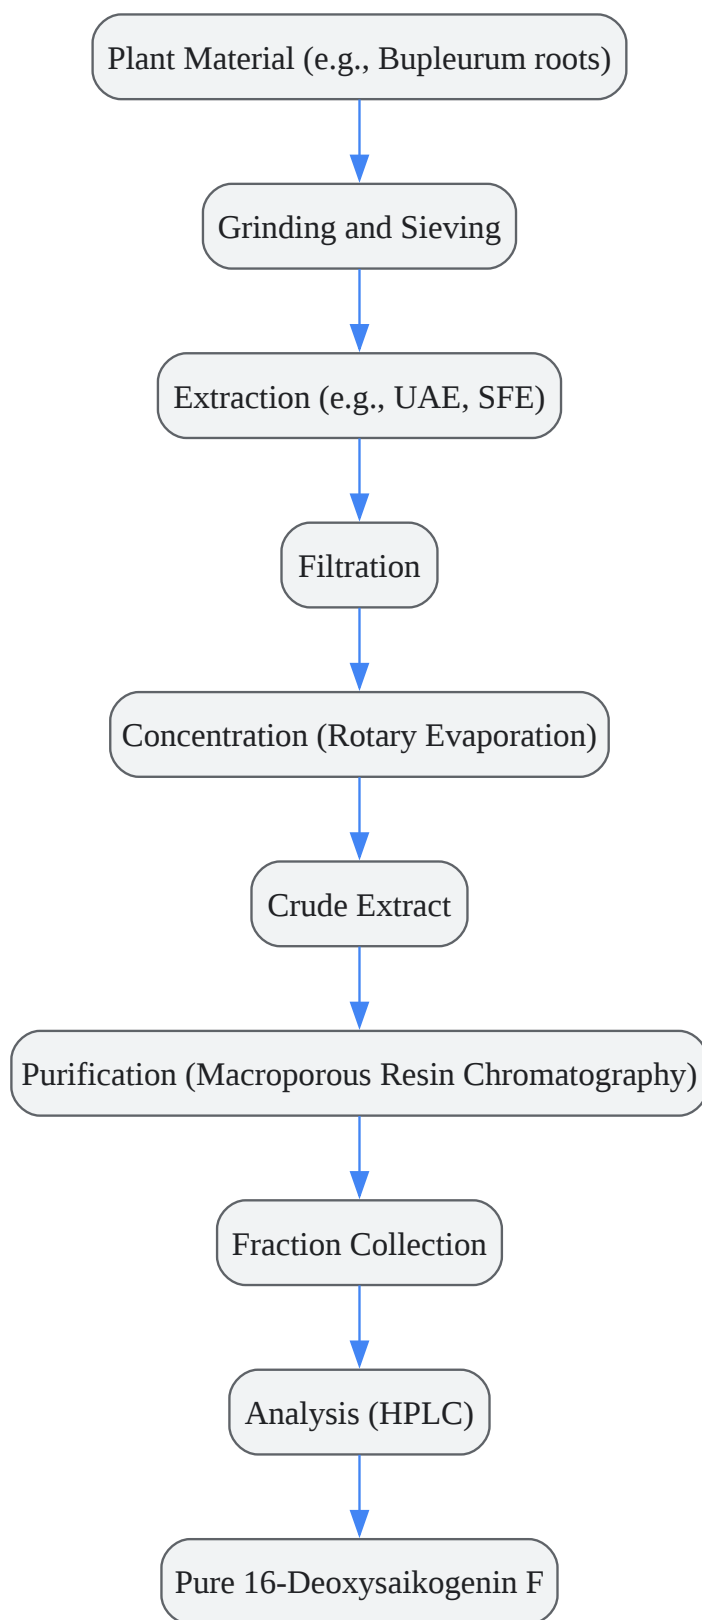 Plant Material (e.g., Bupleurum roots)
Grinding and Sieving
Extraction (e.g., UAE, SFE)
Filtration
Concentration (Rotary Evaporation)
Crude Extract
Purification (Macroporous Resin Chromatography)
Fraction Collection
Analysis (HPLC)
Pure 16-Deoxysaikogenin F